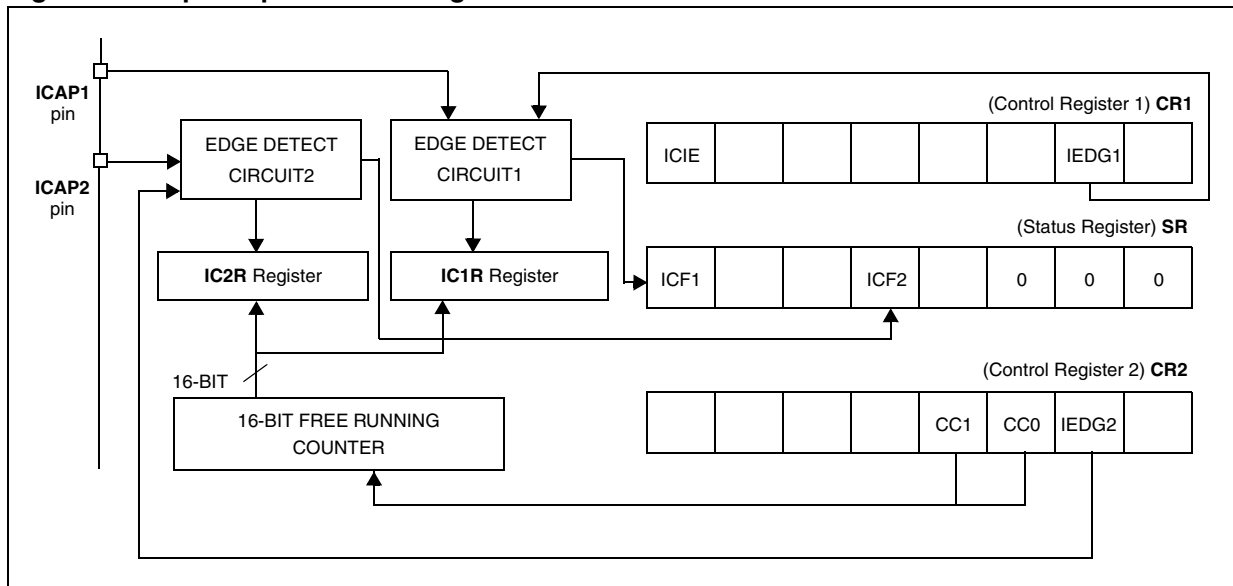 ICAP1
pin
ICAP2
pin
EDGE DETECT
CIRCUIT2
EDGE DETECT
CIRCUIT1
IC2R Register
IC1R Register
16-BIT
16-BIT FREE RUNNING
COUNTER
(Control Register 1) CR1
ICIE IEDG1
(Status Register) SR
ICF1 ICF2 0 0 0
(Control Register 2) CR2
CC1 CC0 IEDG2